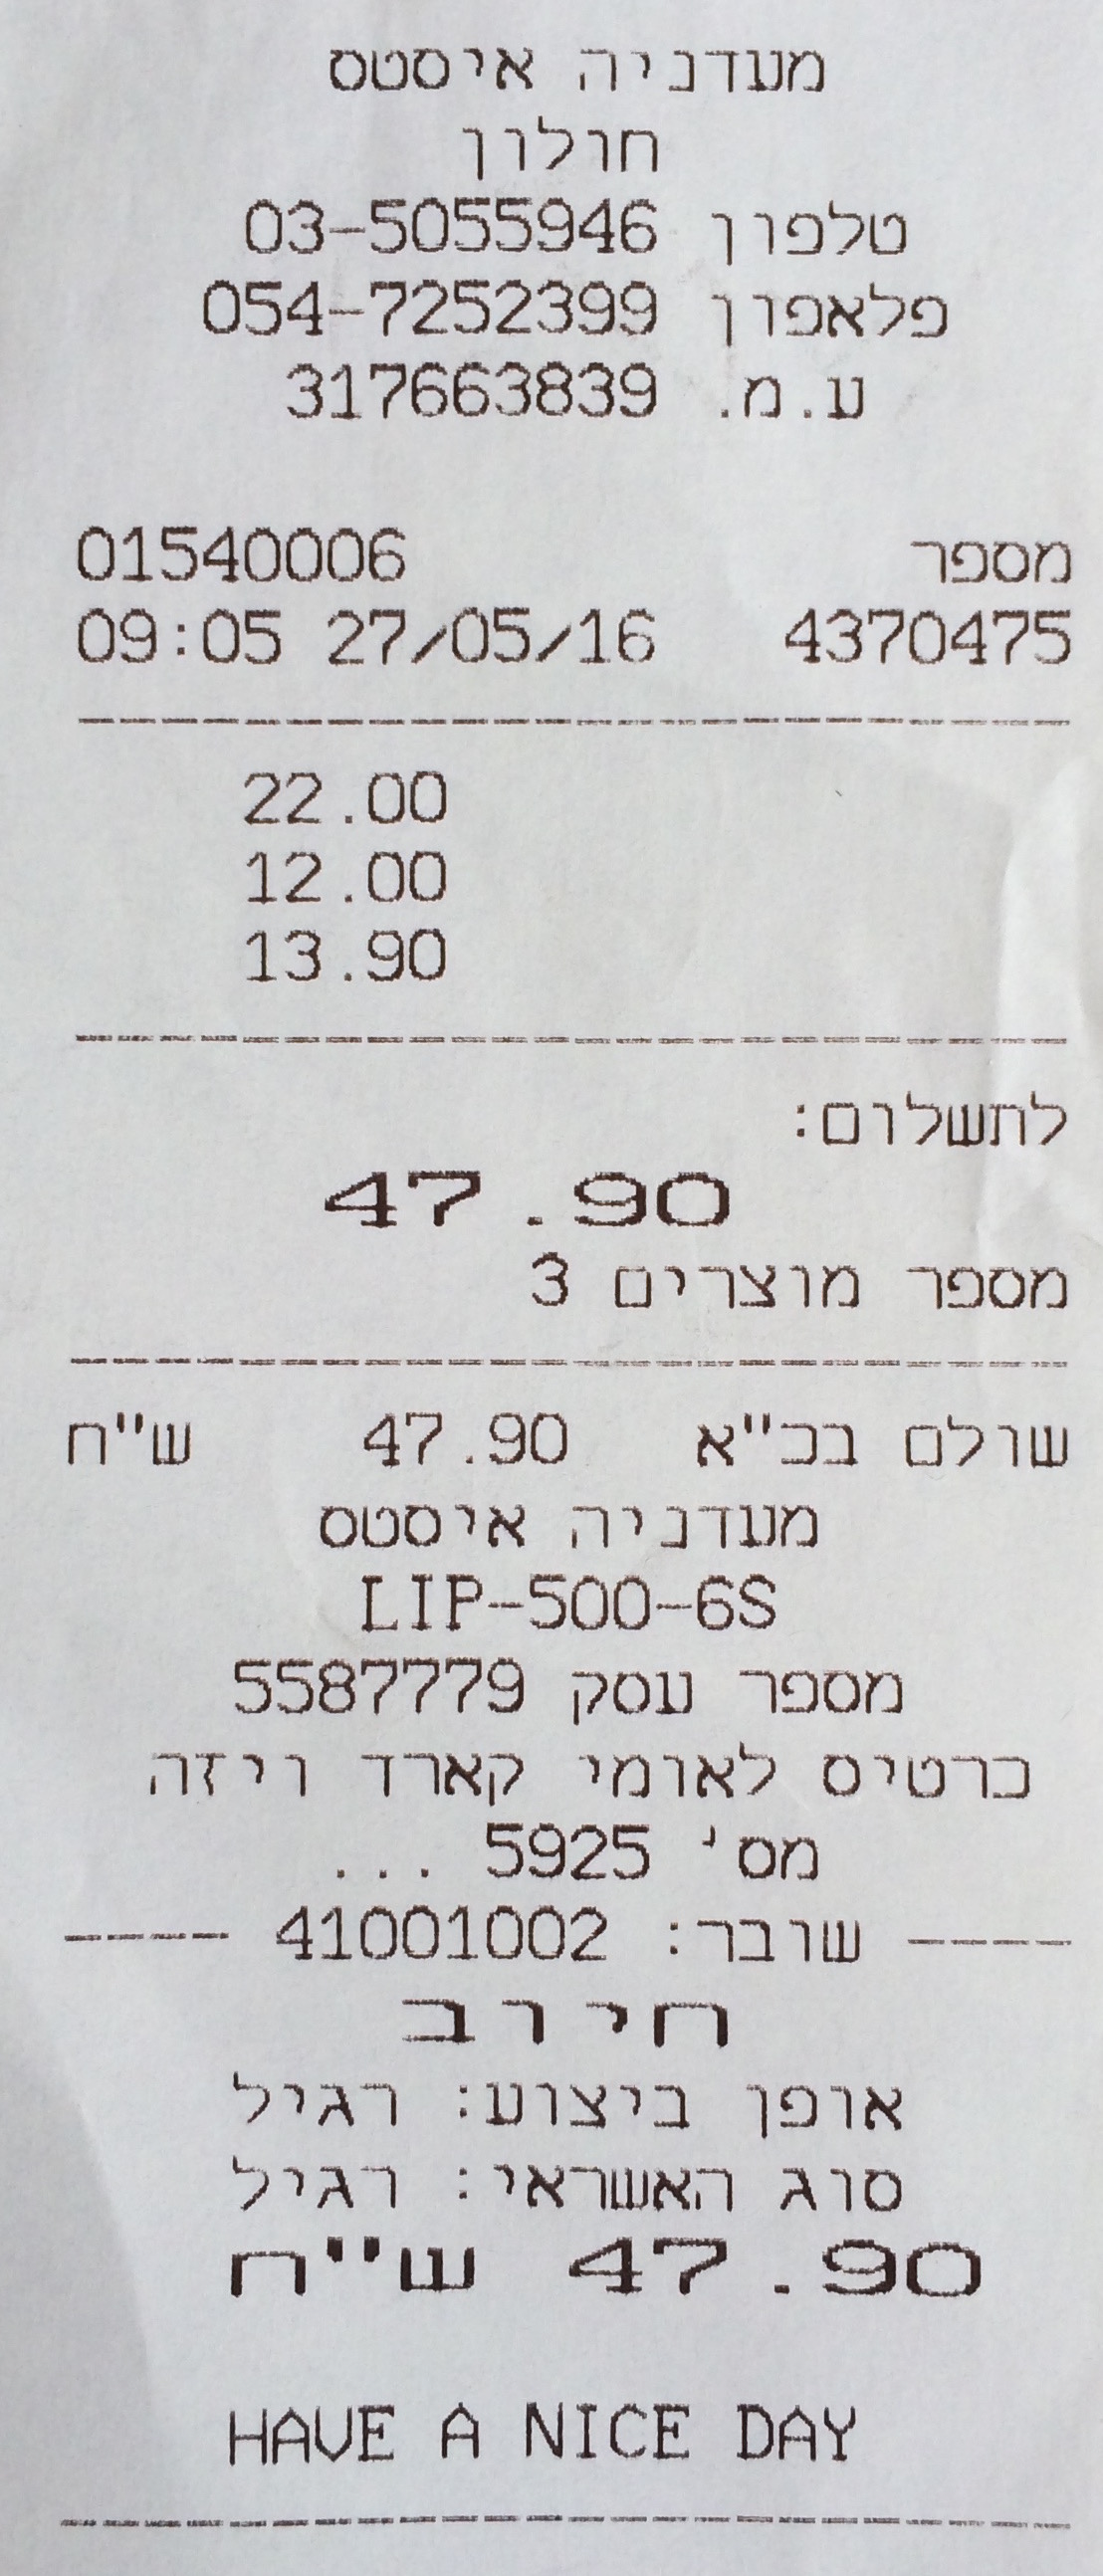 מעדניה איסטס
חולון
טלפון 03-5055946
פלאפון 054-7252399
ע.מ. 317663839
מספר 01540006
4370475 27/05/16 09:05
22.00
12.00
13.90
לתשלום:
47.90
מספר מוצרים 3
שולם בכ"א 47.90 ש"ח
מעדניה איסטס
LIP-500-6S
מספר עסק 5587779
כרטיס לאומי קארד ויזה
מס' 5925 ...
---- שובר: 41001002 ----
חיוב
אופן ביצוע: רגיל
סוג האשראי: רגיל
47.90 ש"ח
HAVE A NICE DAY